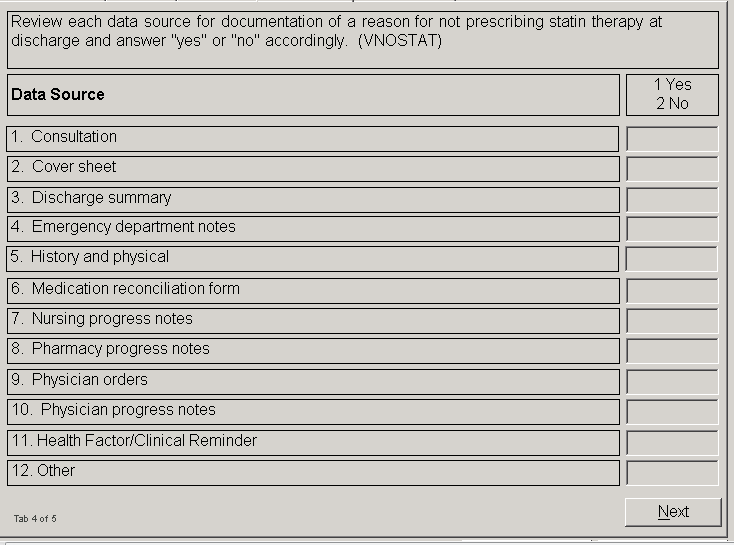 Review each data source for documentation of a reason for not prescribing statin therapy at
discharge and answer "yes" or "no" accordingly. (VNOSTAT)
Data Source
1 Yes
2 No
1. Consultation
2. Cover sheet
3. Discharge summary
4. Emergency department notes
5. History and physical
6. Medication reconciliation form
7. Nursing progress notes
8. Pharmacy progress notes
9. Physician orders
10. Physician progress notes
11. Health Factor/Clinical Reminder
12. Other
Tab 4 of 5
Next